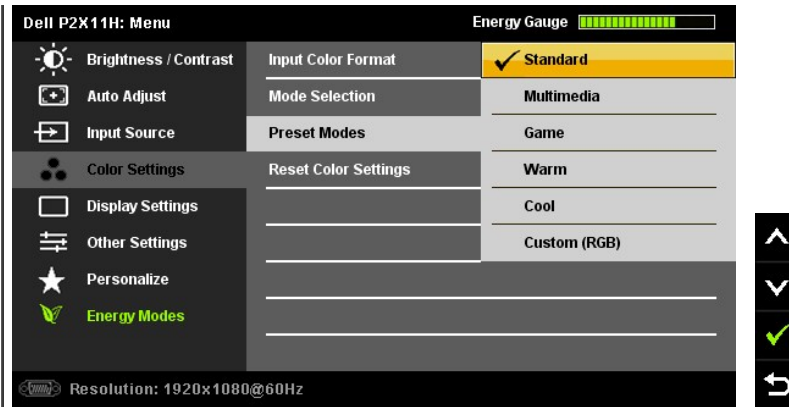 Dell P2X11H: Menu Energy Gauge
Brightness / Contrast Input Color Format Standard
Auto Adjust Mode Selection Multimedia
Input Source Preset Modes Game
Color Settings Reset Color Settings Warm
Display Settings Cool
Other Settings Custom (RGB)
Personalize
Energy Modes
Resolution: 1920x1080@60Hz